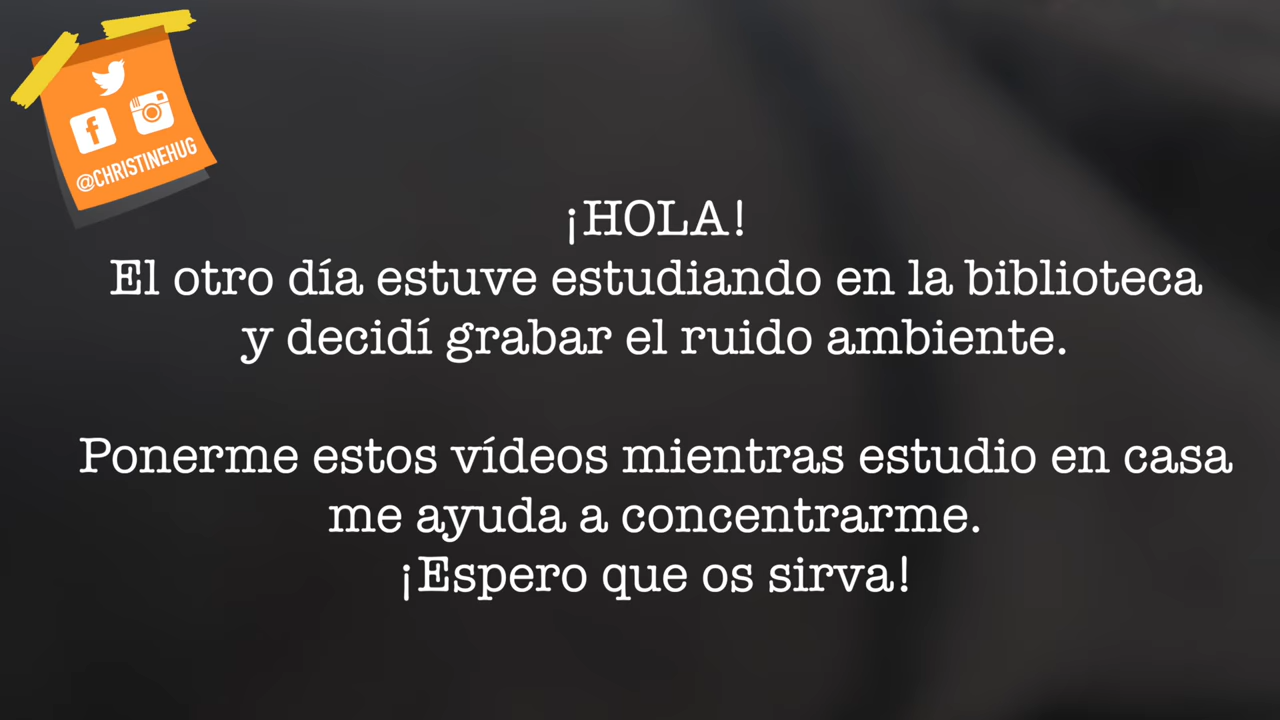 @CHRISTINEHUG
¡HOLA!
El otro día estuve estudiando en la biblioteca
y decidí grabar el ruido ambiente.
Ponerme estos vídeos mientras estudio en casa
me ayuda a concentrarme.
¡Espero que os sirva!